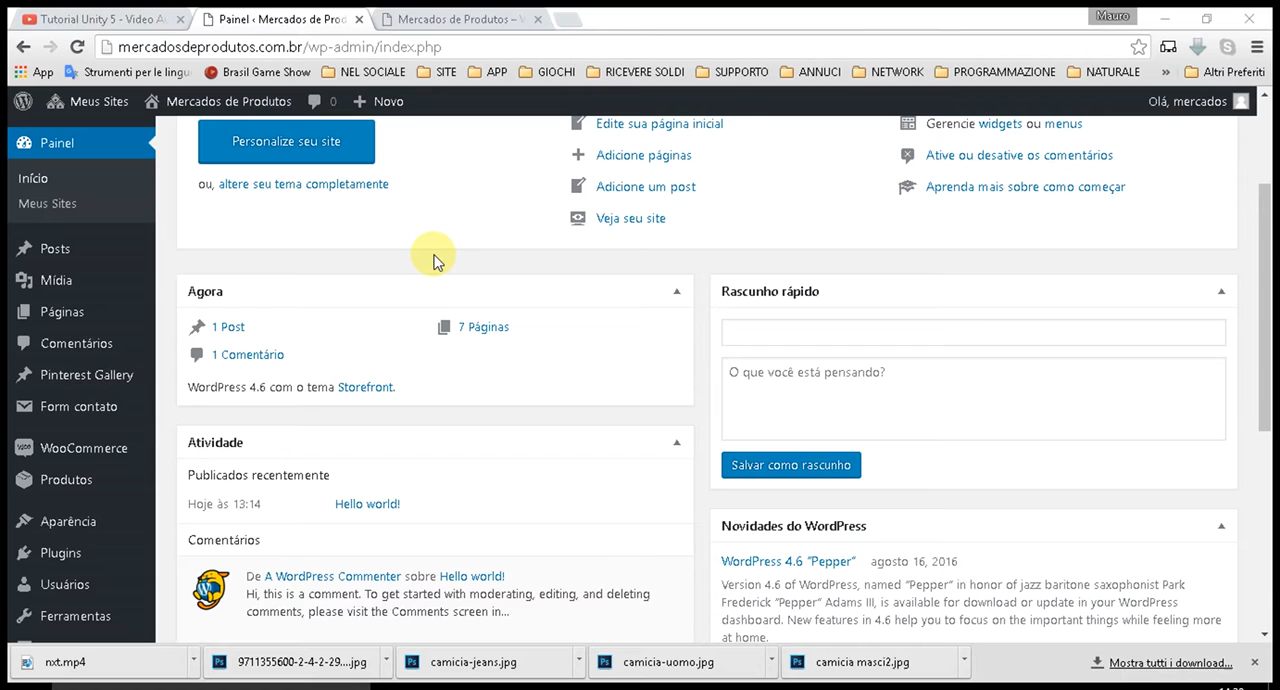 Tutorial Unity 5 - Video A
Painel ‹ Mercados de Prod
Mercados de Produtos – V
Mauro
mercadosdeprodutos.com.br/wp-admin/index.php
App
Strumenti per le lingu
Brasil Game Show
NEL SOCIALE
SITE
APP
GIOCHI
RICEVERE SOLDI
SUPPORTO
ANNUCI
NETWORK
PROGRAMMAZIONE
NATURALE
»
Altri Preferiti
Meus Sites
Mercados de Produtos
0
Novo
Olá, mercados
Painel
Início
Meus Sites
Posts
Mídia
Páginas
Comentários
Pinterest Gallery
Form contato
WooCommerce
Produtos
Aparência
Plugins
Usuários
Ferramentas
Personalize seu site
ou, altere seu tema completamente
Edite sua página inicial
Adicione páginas
Adicione um post
Veja seu site
Gerencie widgets ou menus
Ative ou desative os comentários
Aprenda mais sobre como começar
Agora
1 Post
7 Páginas
1 Comentário
WordPress 4.6 com o tema Storefront.
Atividade
Publicados recentemente
Hoje às 13:14
Hello world!
Comentários
De A WordPress Commenter sobre Hello world!
Hi, this is a comment. To get started with moderating, editing, and deleting
comments, please visit the Comments screen in...
Rascunho rápido
O que você está pensando?
Salvar como rascunho
Novidades do WordPress
WordPress 4.6 “Pepper” agosto 16, 2016
Version 4.6 of WordPress, named “Pepper” in honor of jazz baritone saxophonist Park
Frederick “Pepper” Adams III, is available for download or update in your WordPress
dashboard. New features in 4.6 help you to focus on the important things while feeling more
at home.
nxt.mp4
9711355600-2-4-2-29....jpg
camicia-jeans.jpg
camicia-uomo.jpg
camicia masci2.jpg
Mostra tutti i download...